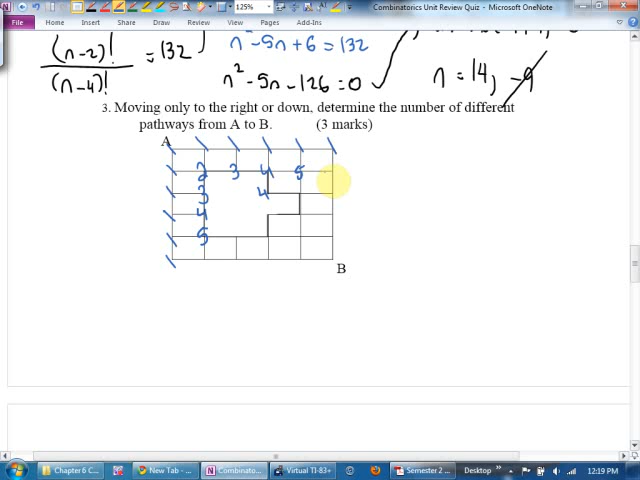 Combinatorics Unit Review Quiz - Microsoft OneNote
File
Home
Insert
Share
Draw
Review
View
PDF
Add-Ins
125%
(n-2)!
(n-4)!
= 132
n² - 5n + 6 = 132
n² - 5n - 126 = 0
n = 14, -9
3. Moving only to the right or down, determine the number of different
pathways from A to B. (3 marks)
A
2 3 4 5
3 4
4
5
B
Chapter 6 C...
New Tab - ...
Combinato...
Virtual TI-83+
Semester 2 ...
Desktop
12:19 PM